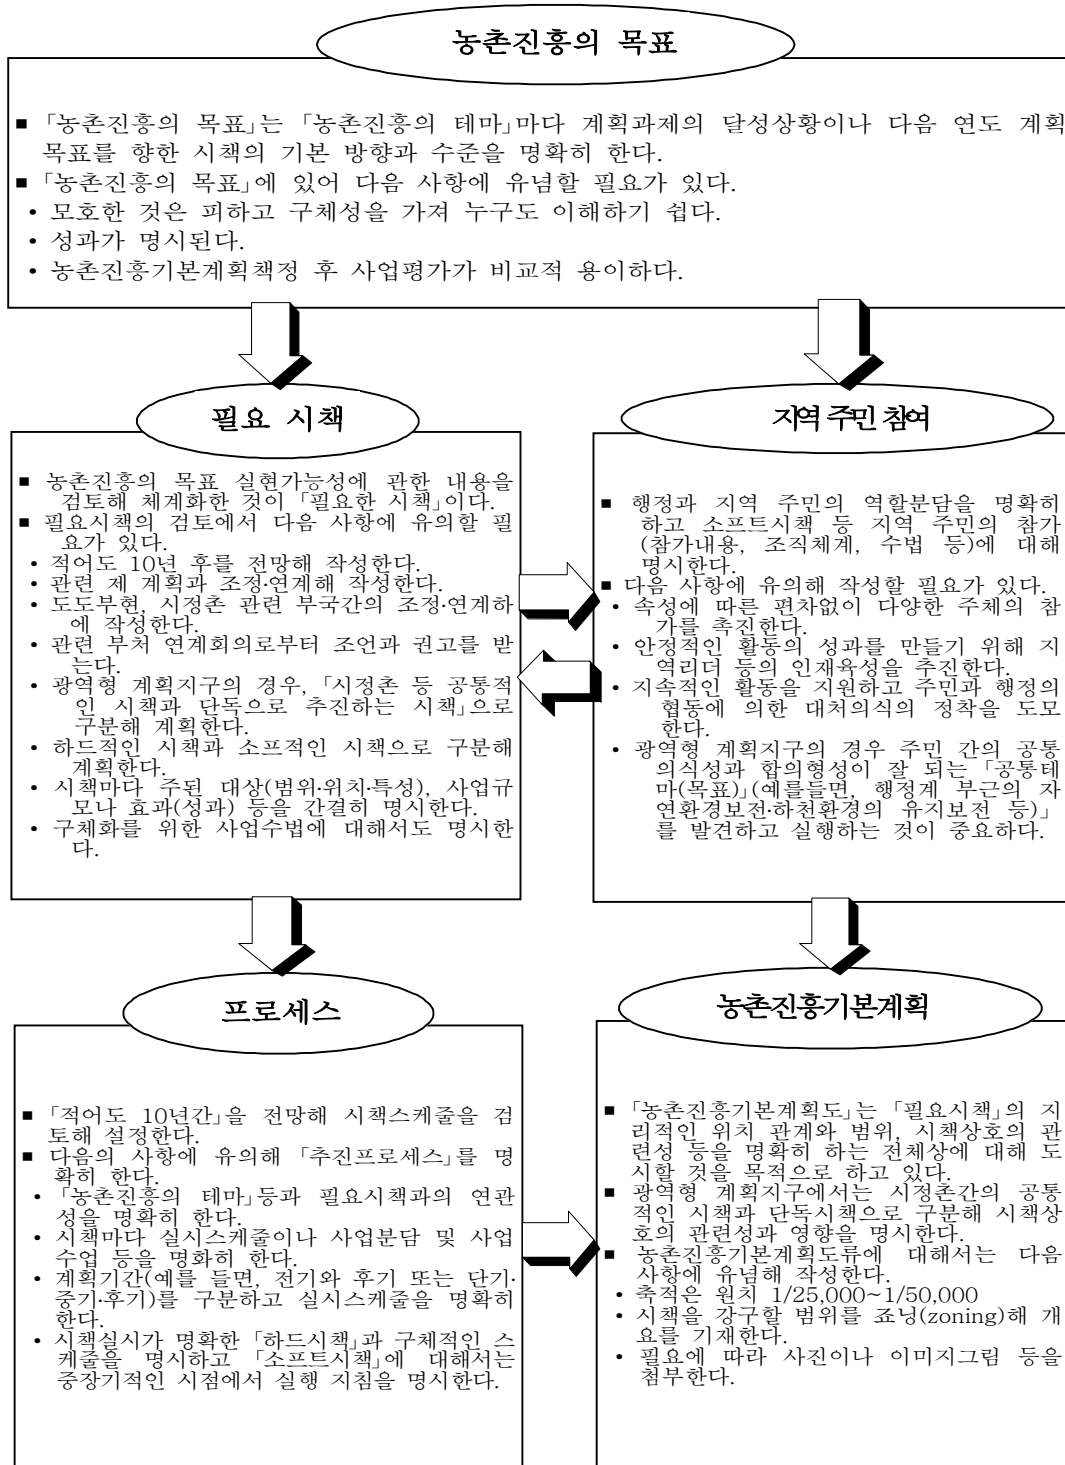 농촌진흥의 목표
▪ 「농촌진흥의 목표」는 「농촌진흥의 테마」마다 계획과제의 달성상황이나 다음 연도 계획
목표를 향한 시책의 기본 방향과 수준을 명확히 한다.
▪ 「농촌진흥의 목표」에 있어 다음 사항에 유념할 필요가 있다.
• 모호한 것은 피하고 구체성을 가져 누구도 이해하기 쉽다.
• 성과가 명시된다.
• 농촌진흥기본계획책정 후 사업평가가 비교적 용이하다.
필요 시책
▪ 농촌진흥의 목표 실현가능성에 관한 내용을
검토해 체계화한 것이 「필요한 시책」이다.
▪ 필요시책의 검토에서 다음 사항에 유의할 필
요가 있다.
• 적어도 10년 후를 전망해 작성한다.
• 관련 제 계획과 조정·연계해 작성한다.
• 도도부현, 시정촌 관련 부국간의 조정·연계하
에 작성한다.
• 관련 부처 연계회의로부터 조언과 권고를 받
는다.
• 광역형 계획지구의 경우, 「시정촌 등 공통적
인 시책과 단독으로 추진하는 시책」으로
구분해 계획한다.
• 하드적인 시책과 소프적인 시책으로 구분해
계획한다.
• 시책마다 주된 대상(범위·위치·특성), 사업규
모나 효과(성과) 등을 간결히 명시한다.
• 구체화를 위한 사업수법에 대해서도 명시한
다.
지역 주민 참여
▪ 행정과 지역 주민의 역할분담을 명확히
하고 소프트시책 등 지역 주민의 참가
(참가내용, 조직체계, 수법 등)에 대해
명시한다.
▪ 다음 사항에 유의해 작성할 필요가 있다.
• 속성에 따른 편차없이 다양한 주체의 참
가를 촉진한다.
• 안정적인 활동의 성과를 만들기 위해 지
역리더 등의 인재육성을 추진한다.
• 지속적인 활동을 지원하고 주민과 행정의
협동에 의한 대처의식의 정착을 도모
한다.
• 광역형 계획지구의 경우 주민 간의 공통
의식성과 합의형성이 잘 되는 「공통테
마(목표)」(예를들면, 행정계 부근의 자
연환경보전·하천환경의 유지보전 등)」
를 발견하고 실행하는 것이 중요하다.
프로세스
▪ 「적어도 10년간」을 전망해 시책스케줄을 검
토해 설정한다.
▪ 다음의 사항에 유의해 「추진프로세스」를 명
확히 한다.
• 「농촌진흥의 테마」등과 필요시책과의 연관
성을 명확히 한다.
• 시책마다 실시스케줄이나 사업분담 및 사업
수업 등을 명화히 한다.
• 계획기간(예를 들면, 전기와 후기 또는 단기·
중기·후기)를 구분하고 실시스케줄을 명확히
한다.
• 시책실시가 명확한 「하드시책」과 구체적인 스
케줄을 명시하고 「소프트시책」에 대해서는
중장기적인 시점에서 실행 지침을 명시한다.
농촌진흥기본계획
▪ 「농촌진흥기본계획도」는 「필요시책」의 지
리적인 위치 관계와 범위, 시책상호의 관
련성 등을 명확히 하는 전체상에 대해 도
시할 것을 목적으로 하고 있다.
▪ 광역형 계획지구에서는 시정촌간의 공통
적인 시책과 단독시책으로 구분해 시책상
호의 관련성과 영향을 명시한다.
▪ 농촌진흥기본계획도류에 대해서는 다음
사항에 유념해 작성한다.
• 축적은 원치 1/25,000~1/50,000
• 시책을 강구할 범위를 죠닝(zoning)해 개
요를 기재한다.
• 필요에 따라 사진이나 이미지그림 등을
첨부한다.